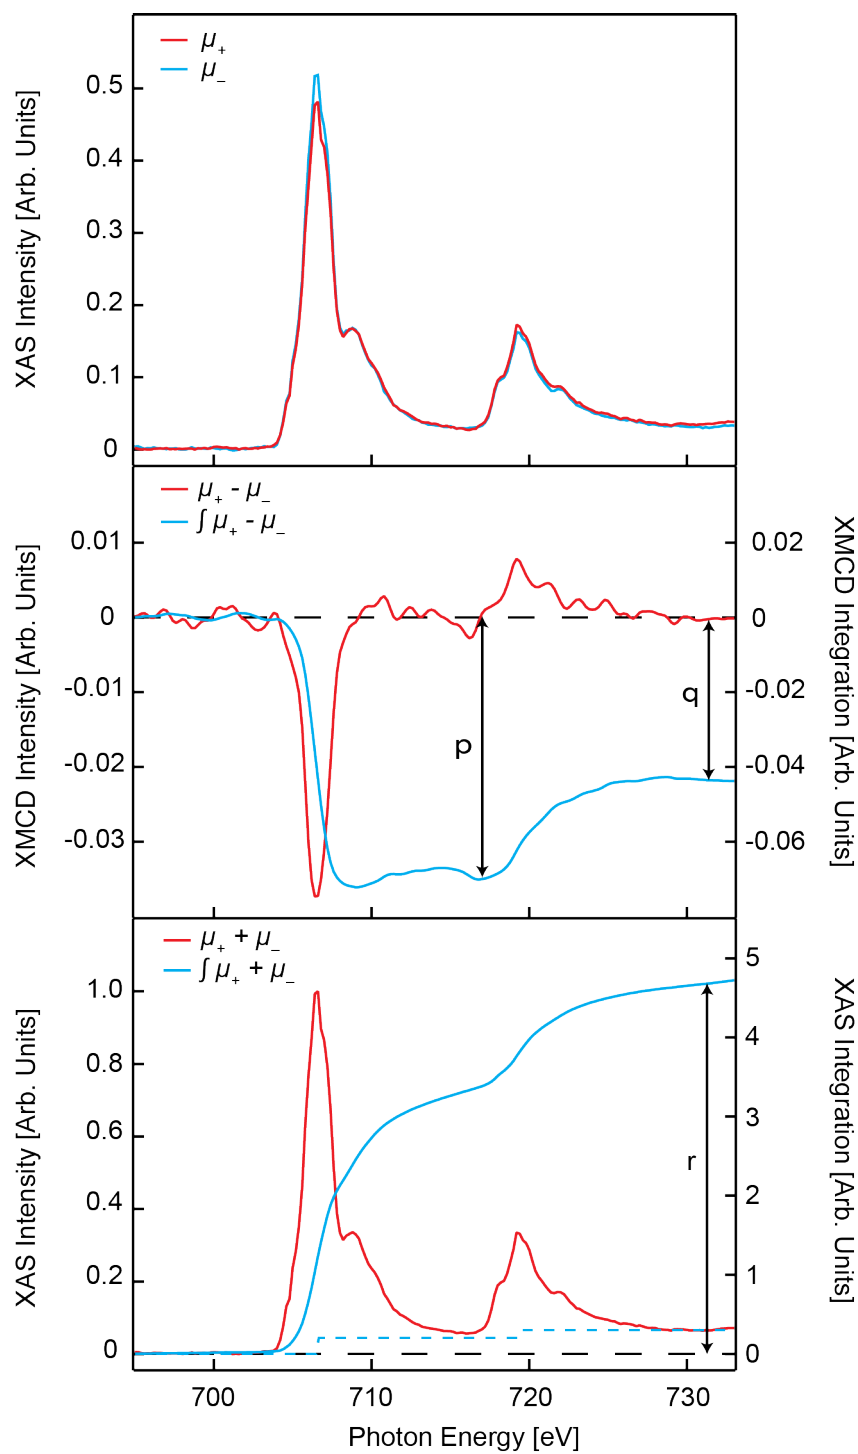 μ₊
μ₋
0.5
0.4
0.3
0.2
0.1
0
XAS Intensity [Arb. Units]
μ₊ - μ₋
∫ μ₊ - μ₋
0.01
0
-0.01
-0.02
-0.03
XMCD Intensity [Arb. Units]
p
q
0.02
0
-0.02
-0.04
-0.06
XMCD Integration [Arb. Units]
μ₊ + μ₋
∫ μ₊ + μ₋
1.0
0.8
0.6
0.4
0.2
0
XAS Intensity [Arb. Units]
r
5
4
3
2
1
0
XAS Integration [Arb. Units]
700 710 720 730
Photon Energy [eV]